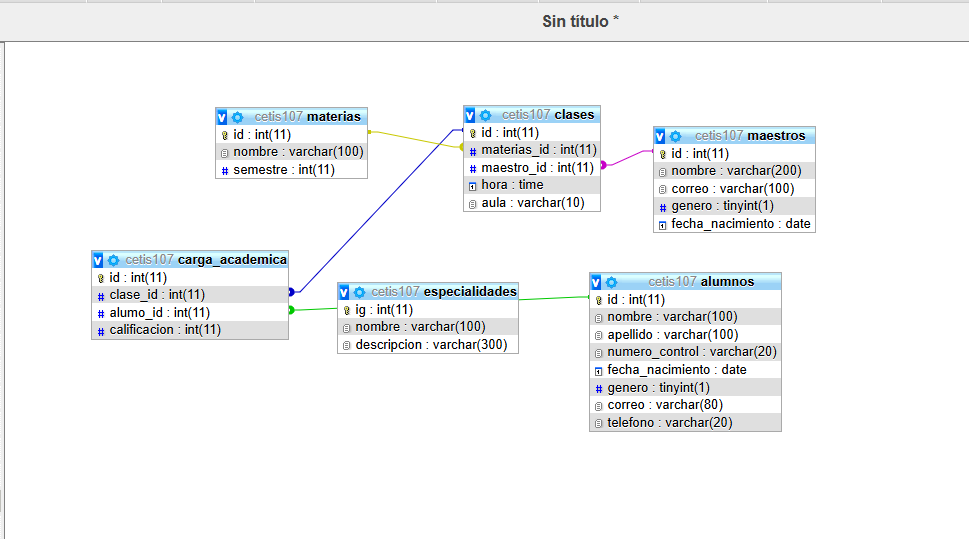 Sin título *
cetis107 materias
id : int(11)
nombre : varchar(100)
semestre : int(11)
cetis107 clases
id : int(11)
materias_id : int(11)
maestro_id : int(11)
hora : time
aula : varchar(10)
cetis107 maestros
id : int(11)
nombre : varchar(200)
correo : varchar(100)
genero : tinyint(1)
fecha_nacimiento : date
cetis107 carga_academica
id : int(11)
clase_id : int(11)
alumo_id : int(11)
calificacion : int(11)
cetis107 especialidades
ig : int(11)
nombre : varchar(100)
descripcion : varchar(300)
cetis107 alumnos
id : int(11)
nombre : varchar(100)
apellido : varchar(100)
numero_control : varchar(20)
fecha_nacimiento : date
genero : tinyint(1)
correo : varchar(80)
telefono : varchar(20)